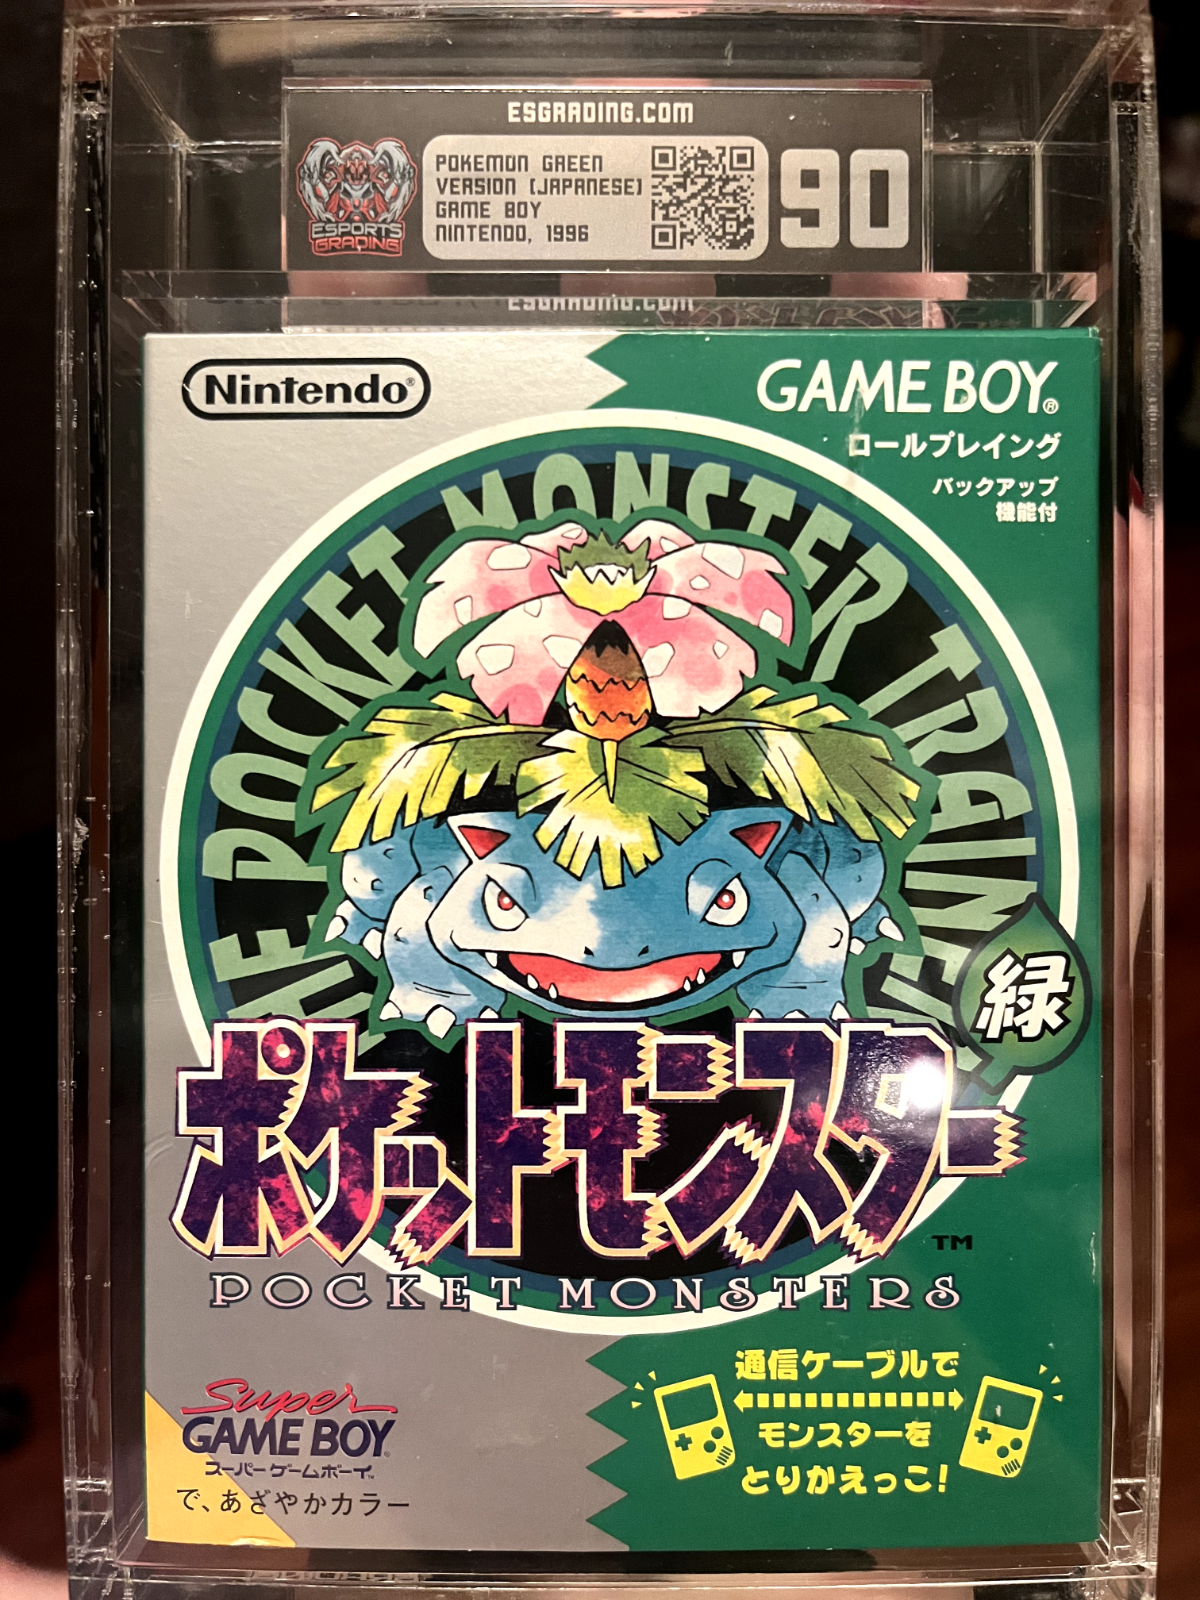 ESGRADING.COM
ESPORTS
GRADING
POKEMON GREEN
VERSION [JAPANESE]
GAME BOY
NINTENDO, 1996
90
ESGRADING.COM
Nintendo®
GAME BOY®
ロールプレイング
バックアップ
機能付
THE POCKET MONSTER TRAINER
緑
ポケットモンスター
TM
POCKET MONSTERS
Super
GAME BOY
スーパーゲームボーイ™
で、あざやかカラー
通信ケーブルで
モンスターを
とりかえっこ!